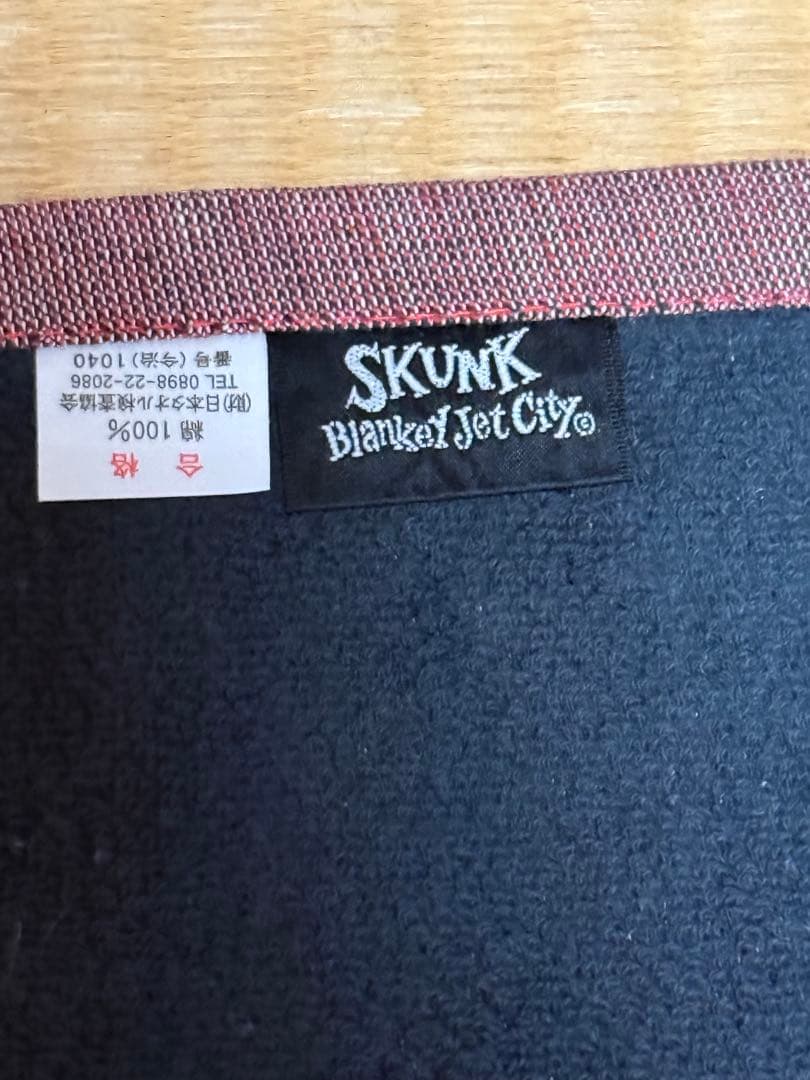 SKUNK
Blankey Jet City©
合格
綿 100%
(財)日本タオル検査協会
TEL 0898-22-2086
番号(今治)1040